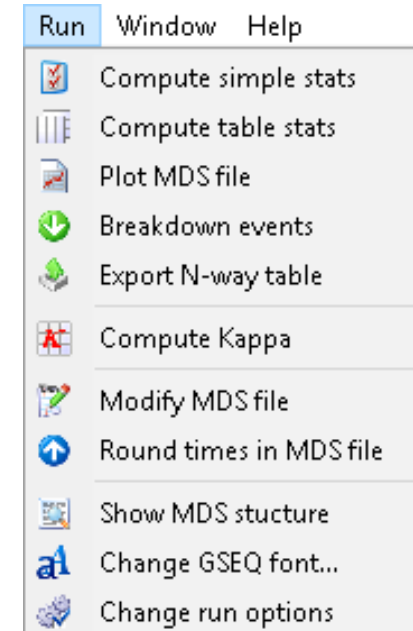 Run Window Help
Compute simple stats
Compute table stats
Plot MDS file
Breakdown events
Export N-way table
Compute Kappa
Modify MDS file
Round times in MDS file
Show MDS stucture
Change GSEQ font...
Change run options